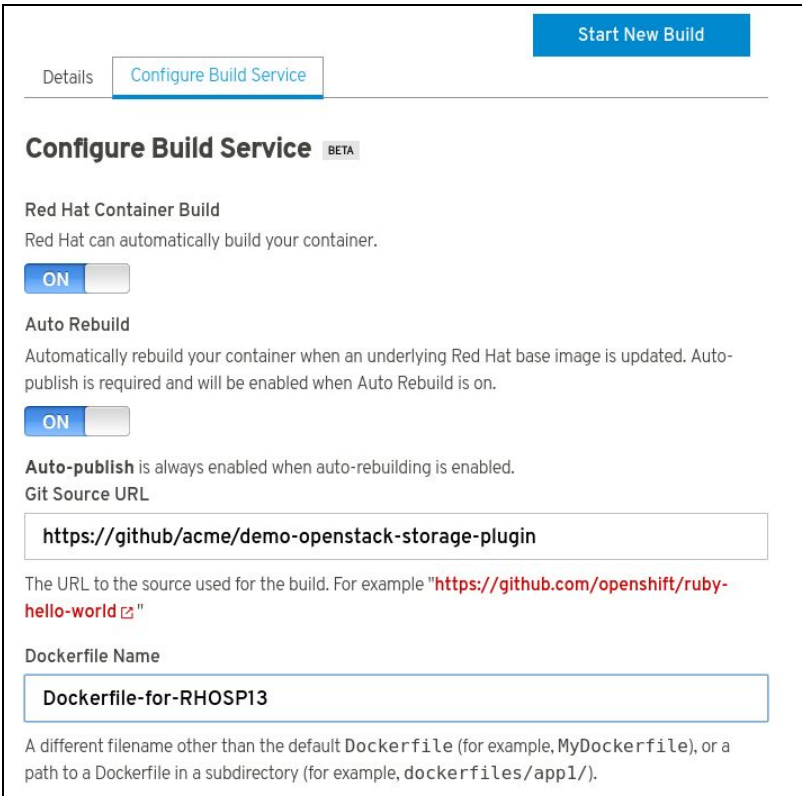 Start New Build
Details
Configure Build Service
Configure Build Service BETA
Red Hat Container Build
Red Hat can automatically build your container.
ON
Auto Rebuild
Automatically rebuild your container when an underlying Red Hat base image is updated. Auto-
publish is required and will be enabled when Auto Rebuild is on.
ON
Auto-publish is always enabled when auto-rebuilding is enabled.
Git Source URL
https://github/acme/demo-openstack-storage-plugin
The URL to the source used for the build. For example "https://github.com/openshift/ruby-
hello-world"
Dockerfile Name
Dockerfile-for-RHOSP13
A different filename other than the default Dockerfile (for example, MyDockerfile), or a
path to a Dockerfile in a subdirectory (for example, dockerfiles/app1/).